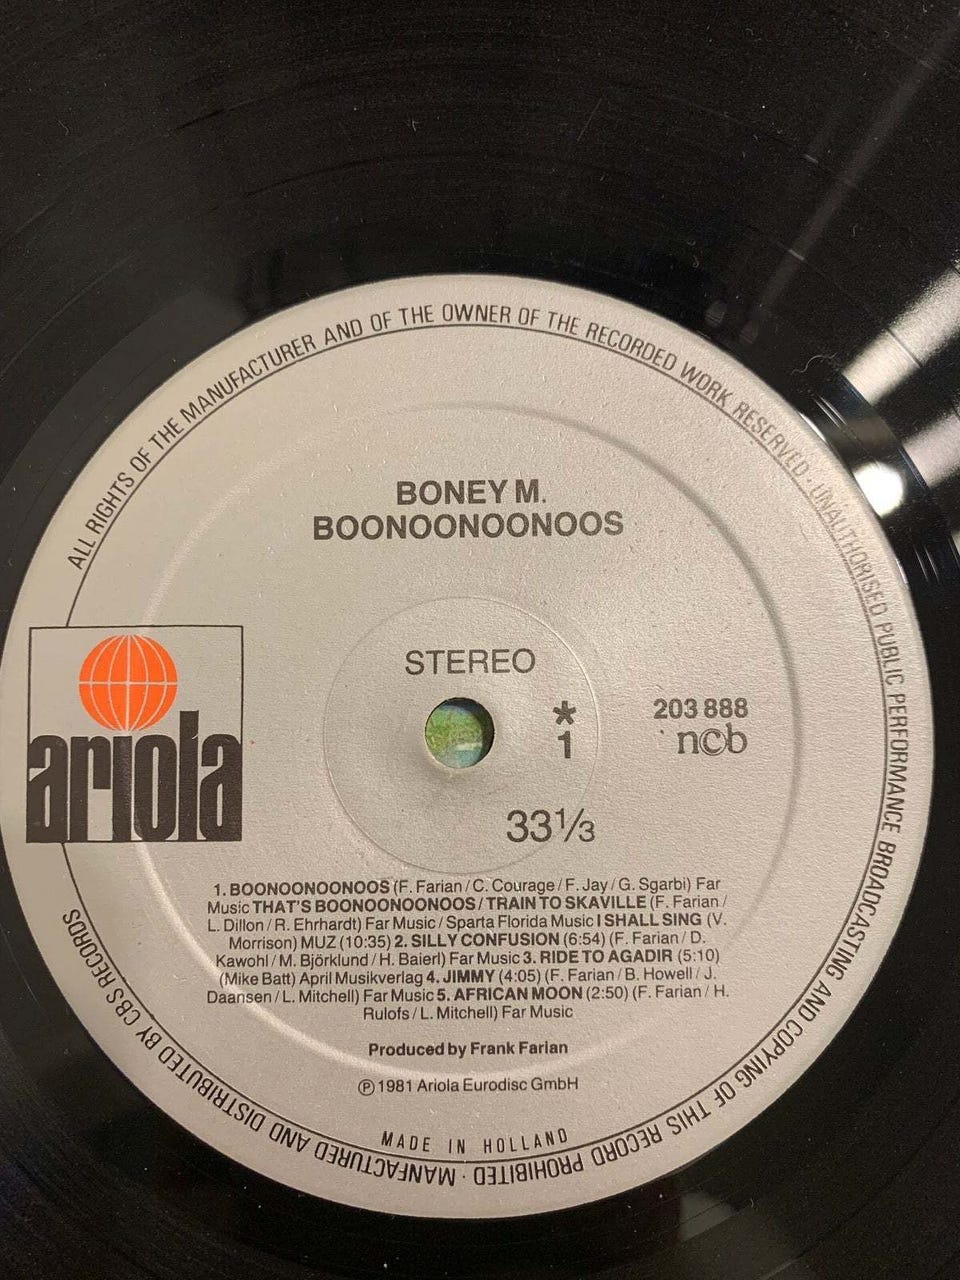 ALL RIGHTS OF THE MANUFACTURER AND OF THE OWNER OF THE RECORDED WORK RESERVED · UNAUTHORISED PUBLIC PERFORMANCE BROADCASTING AND COPYING OF THIS RECORD PROHIBITED · MANFACTURED AND DISTRIBUTED BY CBS RECORDS
BONEY M.
BOONOONOONOOS
STEREO
ariola
*
1
203 888
ncb
33⅓
1. BOONOONOONOOS (F. Farian / C. Courage / F. Jay / G. Sgarbi) Far
Music THAT'S BOONOONOONOOS / TRAIN TO SKAVILLE (F. Farian /
L. Dillon / R. Ehrhardt) Far Music / Sparta Florida Music I SHALL SING (V.
Morrison) MUZ (10:35) 2. SILLY CONFUSION (6:54) (F. Farian / D.
Kawohl / M. Björklund / H. Baierl) Far Music 3. RIDE TO AGADIR (5:10)
(Mike Batt) April Musikverlag 4. JIMMY (4:05) (F. Farian / B. Howell / J.
Daansen / L. Mitchell) Far Music 5. AFRICAN MOON (2:50) (F. Farian / H.
Rulofs / L. Mitchell) Far Music
Produced by Frank Farian
Ⓟ 1981 Ariola Eurodisc GmbH
MADE IN HOLLAND